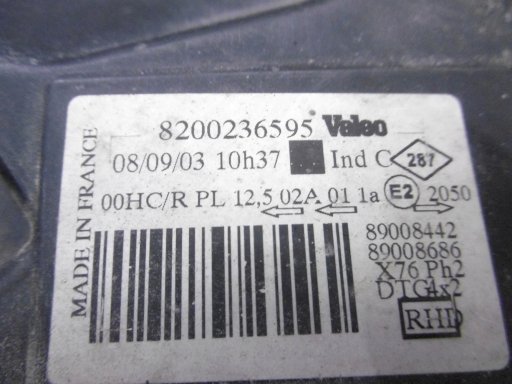 MADE IN FRANCE
8200236595 Valeo
08/09/03 10h37 Ind C 287
00HC/R PL 12,5 02A 01 1a E2 2050
89008442
89008686
X76 Ph2
DTG4x2
RHD